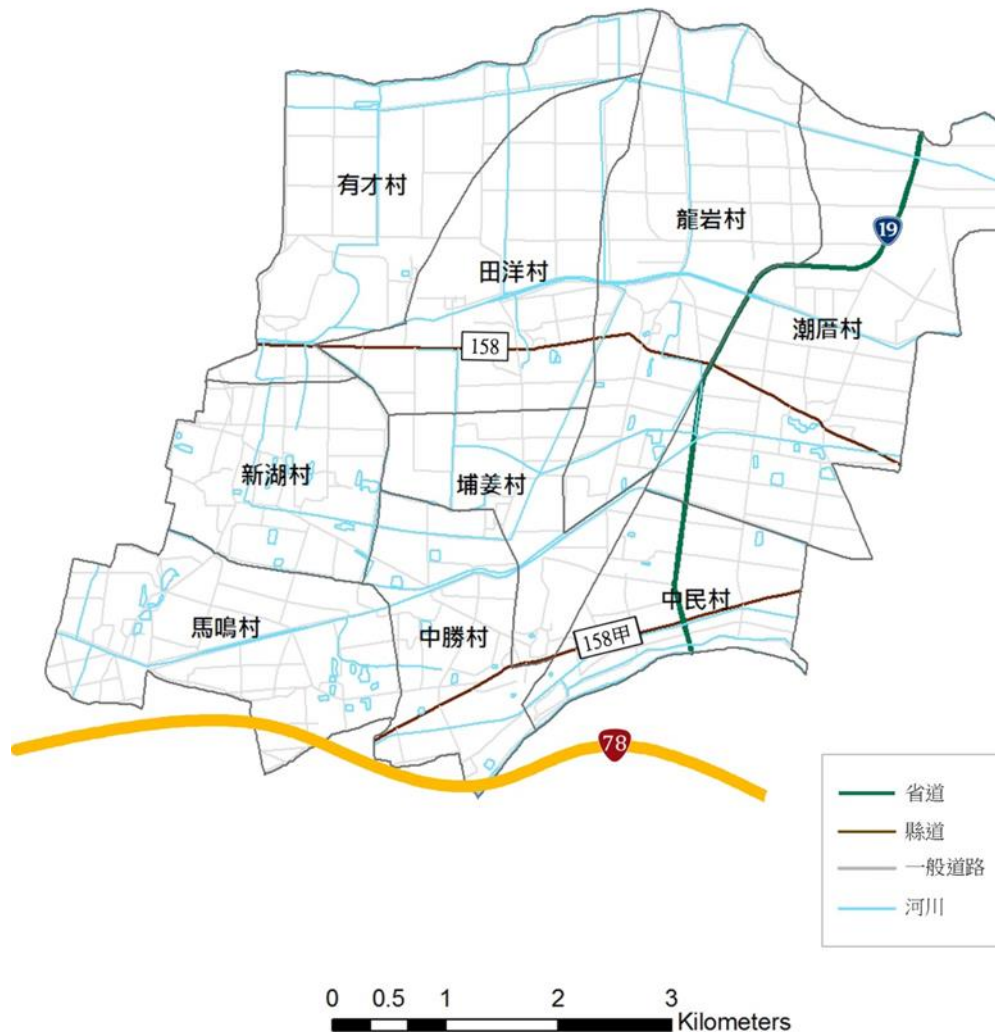 有才村
龍岩村
19
田洋村
潮厝村
158
新湖村
埔姜村
中民村
馬鳴村
中勝村
158甲
78
省道
縣道
一般道路
河川
0 0.5 1 2 3
Kilometers